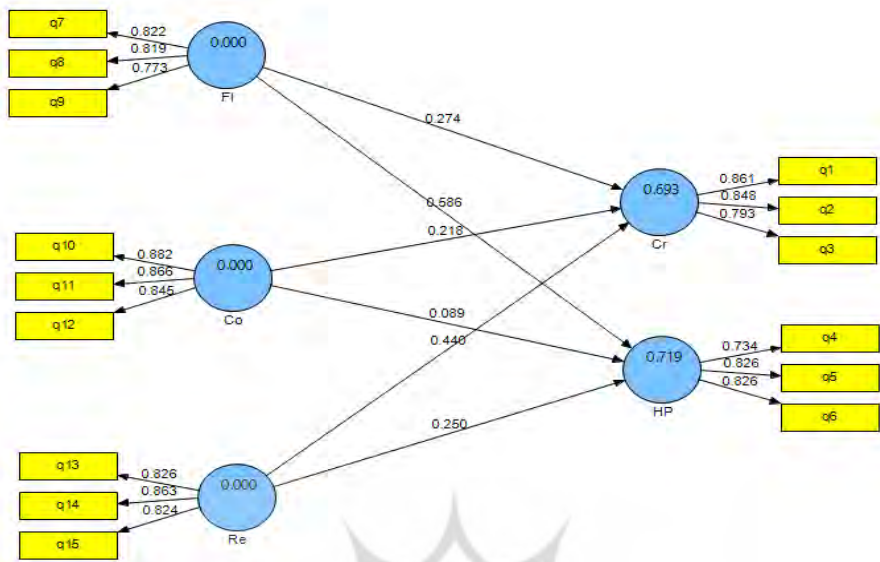 q7
0.822
0.000
q8
0.819
q9
0.773
Fl
0.274
q1
0.861
0.693
q2
0.848
0.586
q3
0.793
Cr
0.218
q10
0.882
0.000
q11
0.866
q12
0.845
Co
0.089
0.440
q4
0.734
0.719
q5
0.826
q6
0.826
HP
0.250
q13
0.826
0.000
q14
0.863
q15
0.824
Re